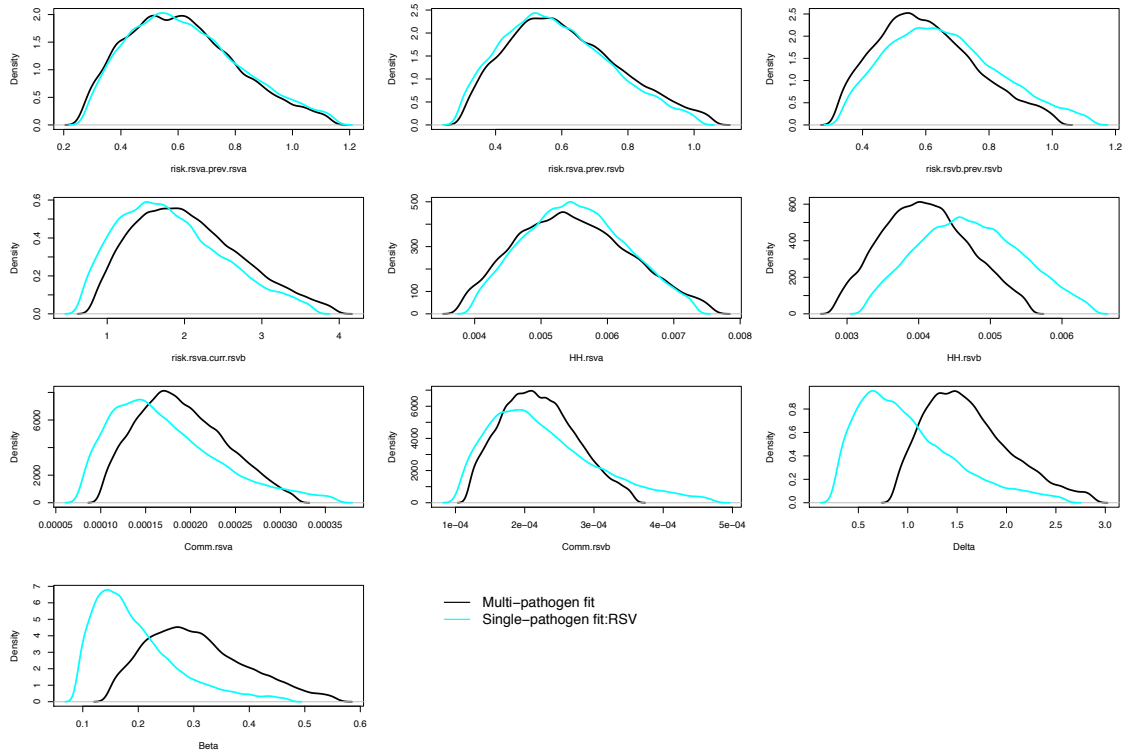 Density
0.0 0.5 1.0 1.5 2.0
0.2 0.4 0.6 0.8 1.0 1.2
risk.rsva.prev.rsva
Density
0.0 0.5 1.0 1.5 2.0 2.5
0.4 0.6 0.8 1.0
risk.rsva.prev.rsvb
Density
0.0 0.5 1.0 1.5 2.0 2.5
0.4 0.6 0.8 1.0 1.2
risk.rsvb.prev.rsvb
Density
0.0 0.2 0.4 0.6
1 2 3 4
risk.rsva.curr.rsvb
Density
0 100 300 500
0.004 0.005 0.006 0.007 0.008
HH.rsva
Density
0 200 400 600
0.003 0.004 0.005 0.006
HH.rsvb
Density
0 2000 6000
0.00005 0.00010 0.00015 0.00020 0.00025 0.00030 0.00035
Comm.rsva
Density
0 2000 4000 6000
1e−04 2e−04 3e−04 4e−04 5e−04
Comm.rsvb
Density
0.0 0.2 0.4 0.6 0.8
0.5 1.0 1.5 2.0 2.5 3.0
Delta
Density
0 1 2 3 4 5 6 7
0.1 0.2 0.3 0.4 0.5 0.6
Beta
Multi−pathogen fit
Single−pathogen fit:RSV